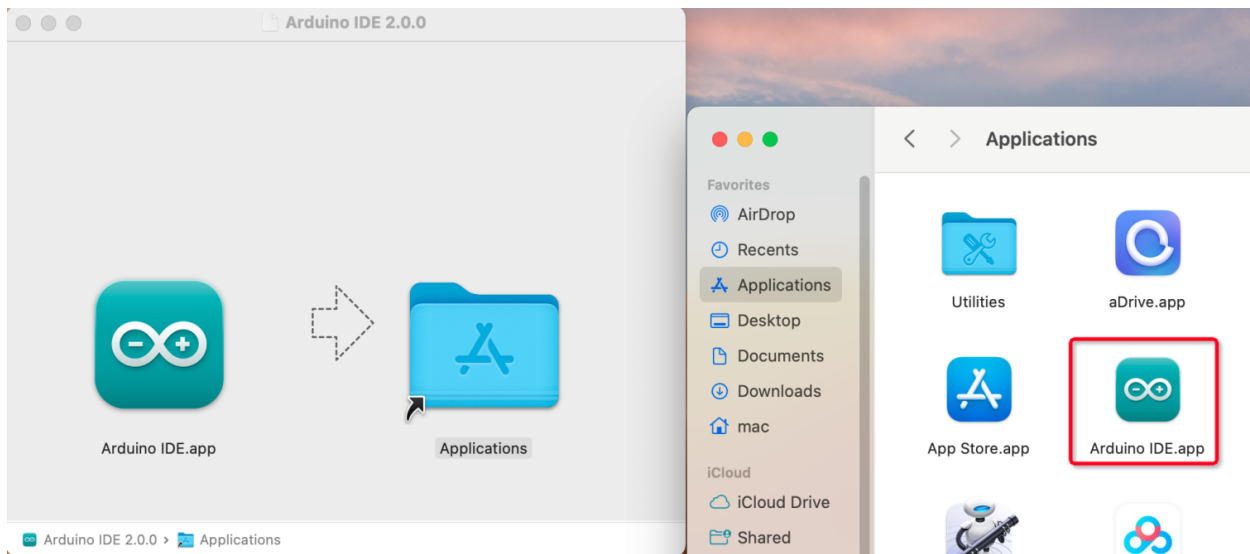 Arduino IDE 2.0.0
Arduino IDE.app
Applications
Arduino IDE 2.0.0 › Applications
Applications
Favorites
AirDrop
Recents
Applications
Desktop
Documents
Downloads
mac
iCloud
iCloud Drive
Shared
Utilities
aDrive.app
App Store.app
Arduino IDE.app